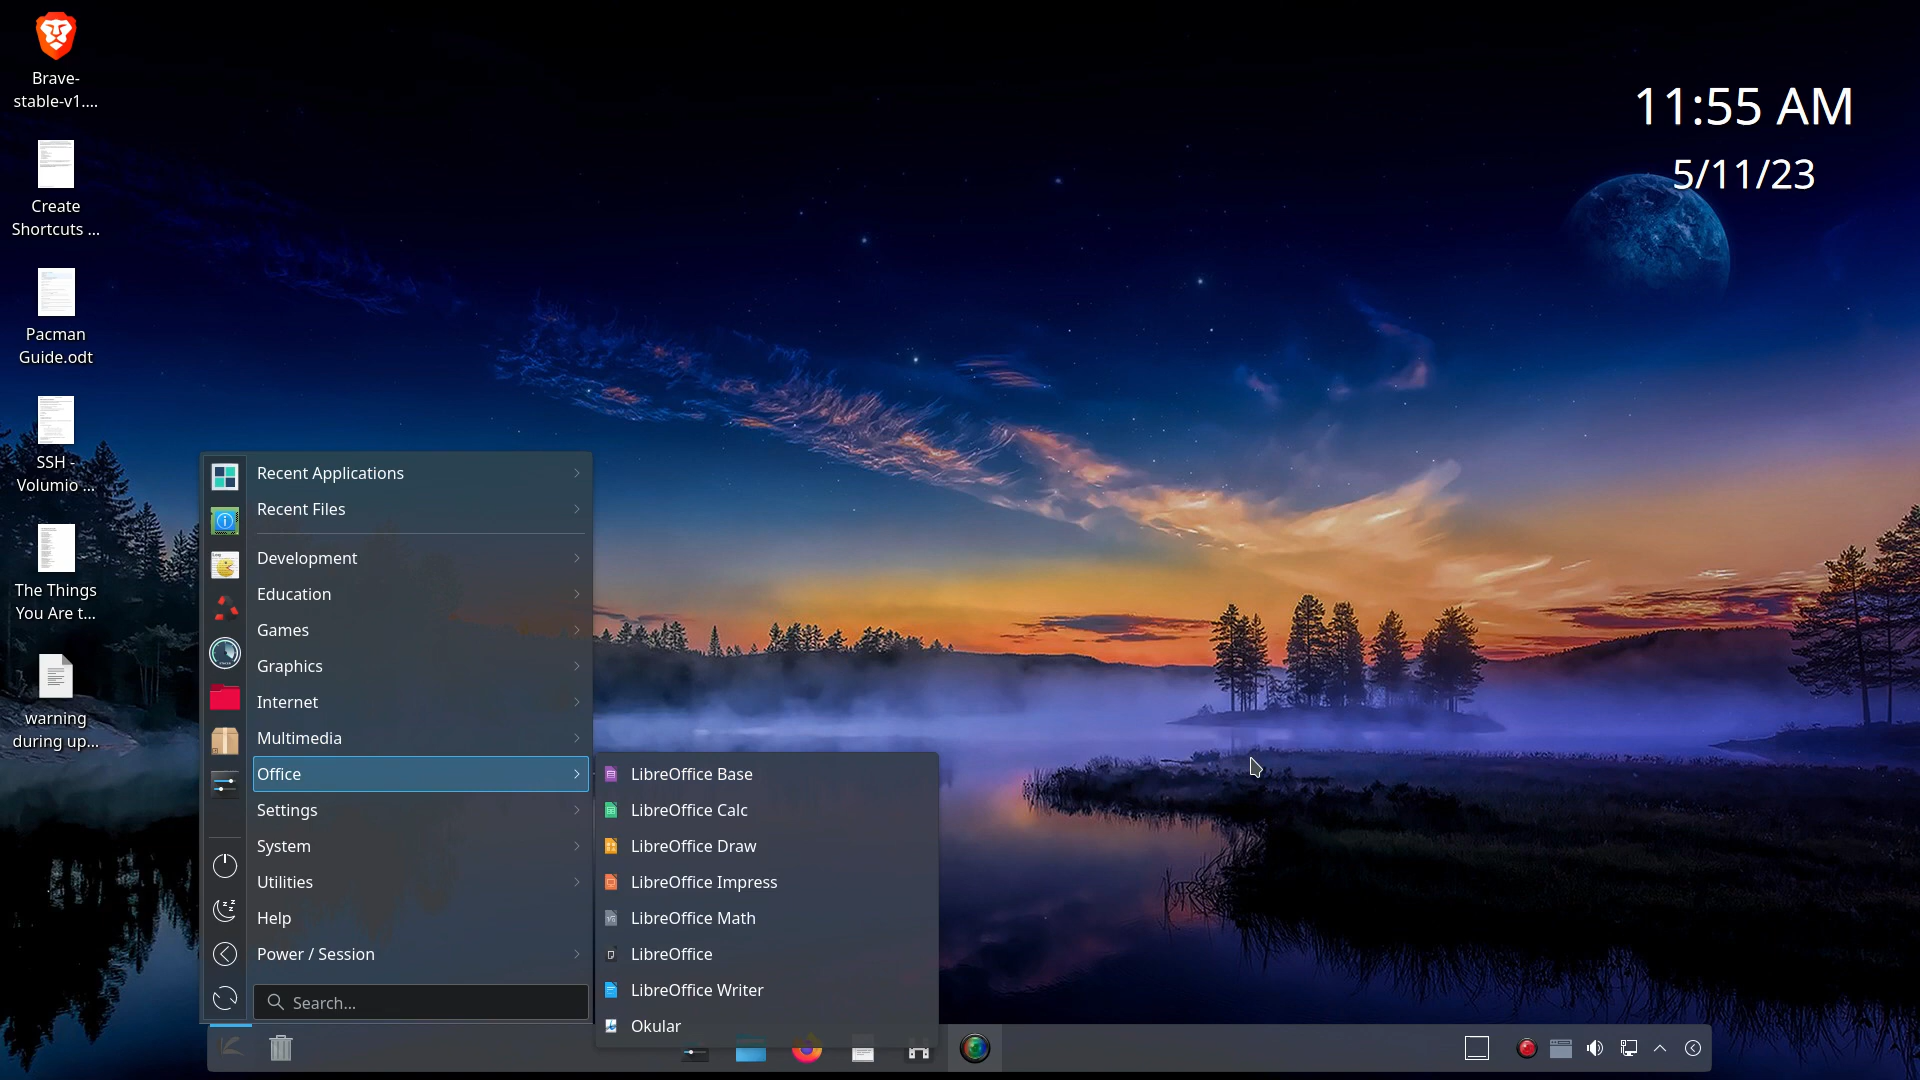 Brave-
stable-v1....
Create
Shortcuts ...
Pacman
Guide.odt
SSH -
Volumio ...
The Things
You Are t...
warning
during up...
11:55 AM
5/11/23
Recent Applications
Recent Files
Development
Education
Games
Graphics
Internet
Multimedia
Office
Settings
System
Utilities
Help
Power / Session
Search...
LibreOffice Base
LibreOffice Calc
LibreOffice Draw
LibreOffice Impress
LibreOffice Math
LibreOffice
LibreOffice Writer
Okular